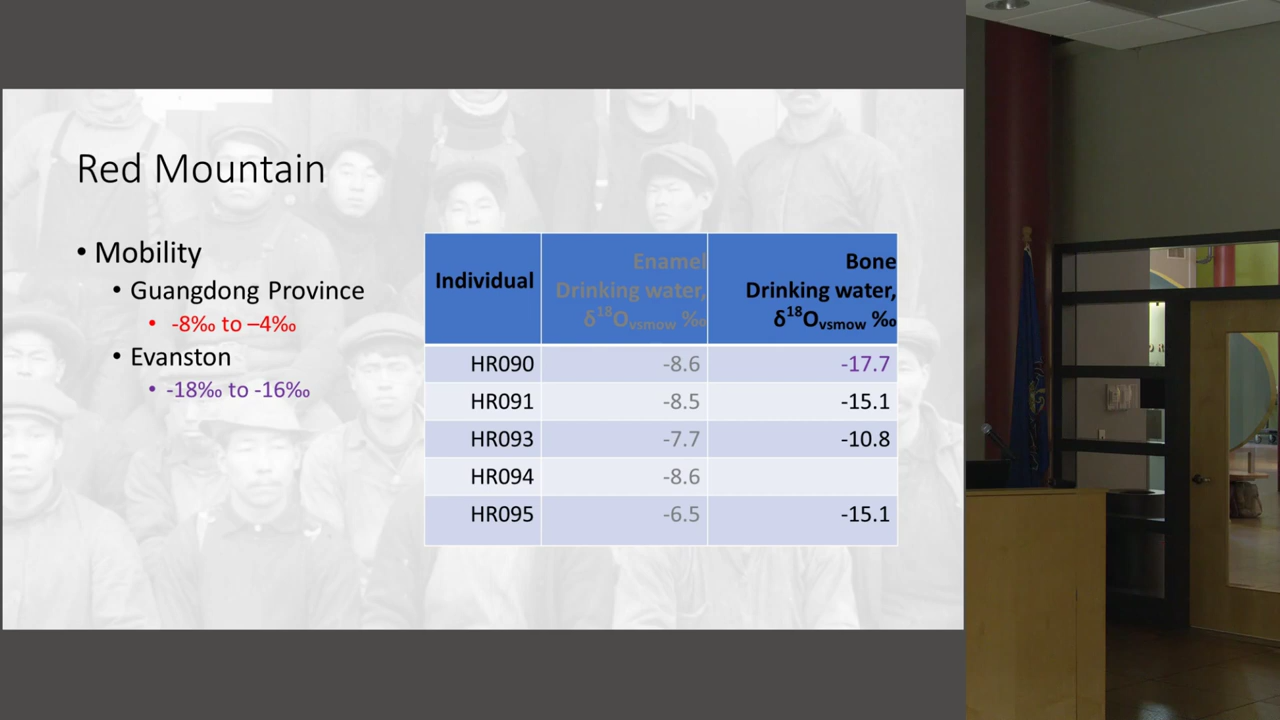 Red Mountain
• Mobility
• Guangdong Province
• -8‰ to –4‰
• Evanston
• -18‰ to -16‰
Individual
Enamel
Drinking water,
δ¹⁸Ovsmow ‰
Bone
Drinking water,
δ¹⁸Ovsmow ‰
HR090 -8.6 -17.7
HR091 -8.5 -15.1
HR093 -7.7 -10.8
HR094 -8.6
HR095 -6.5 -15.1